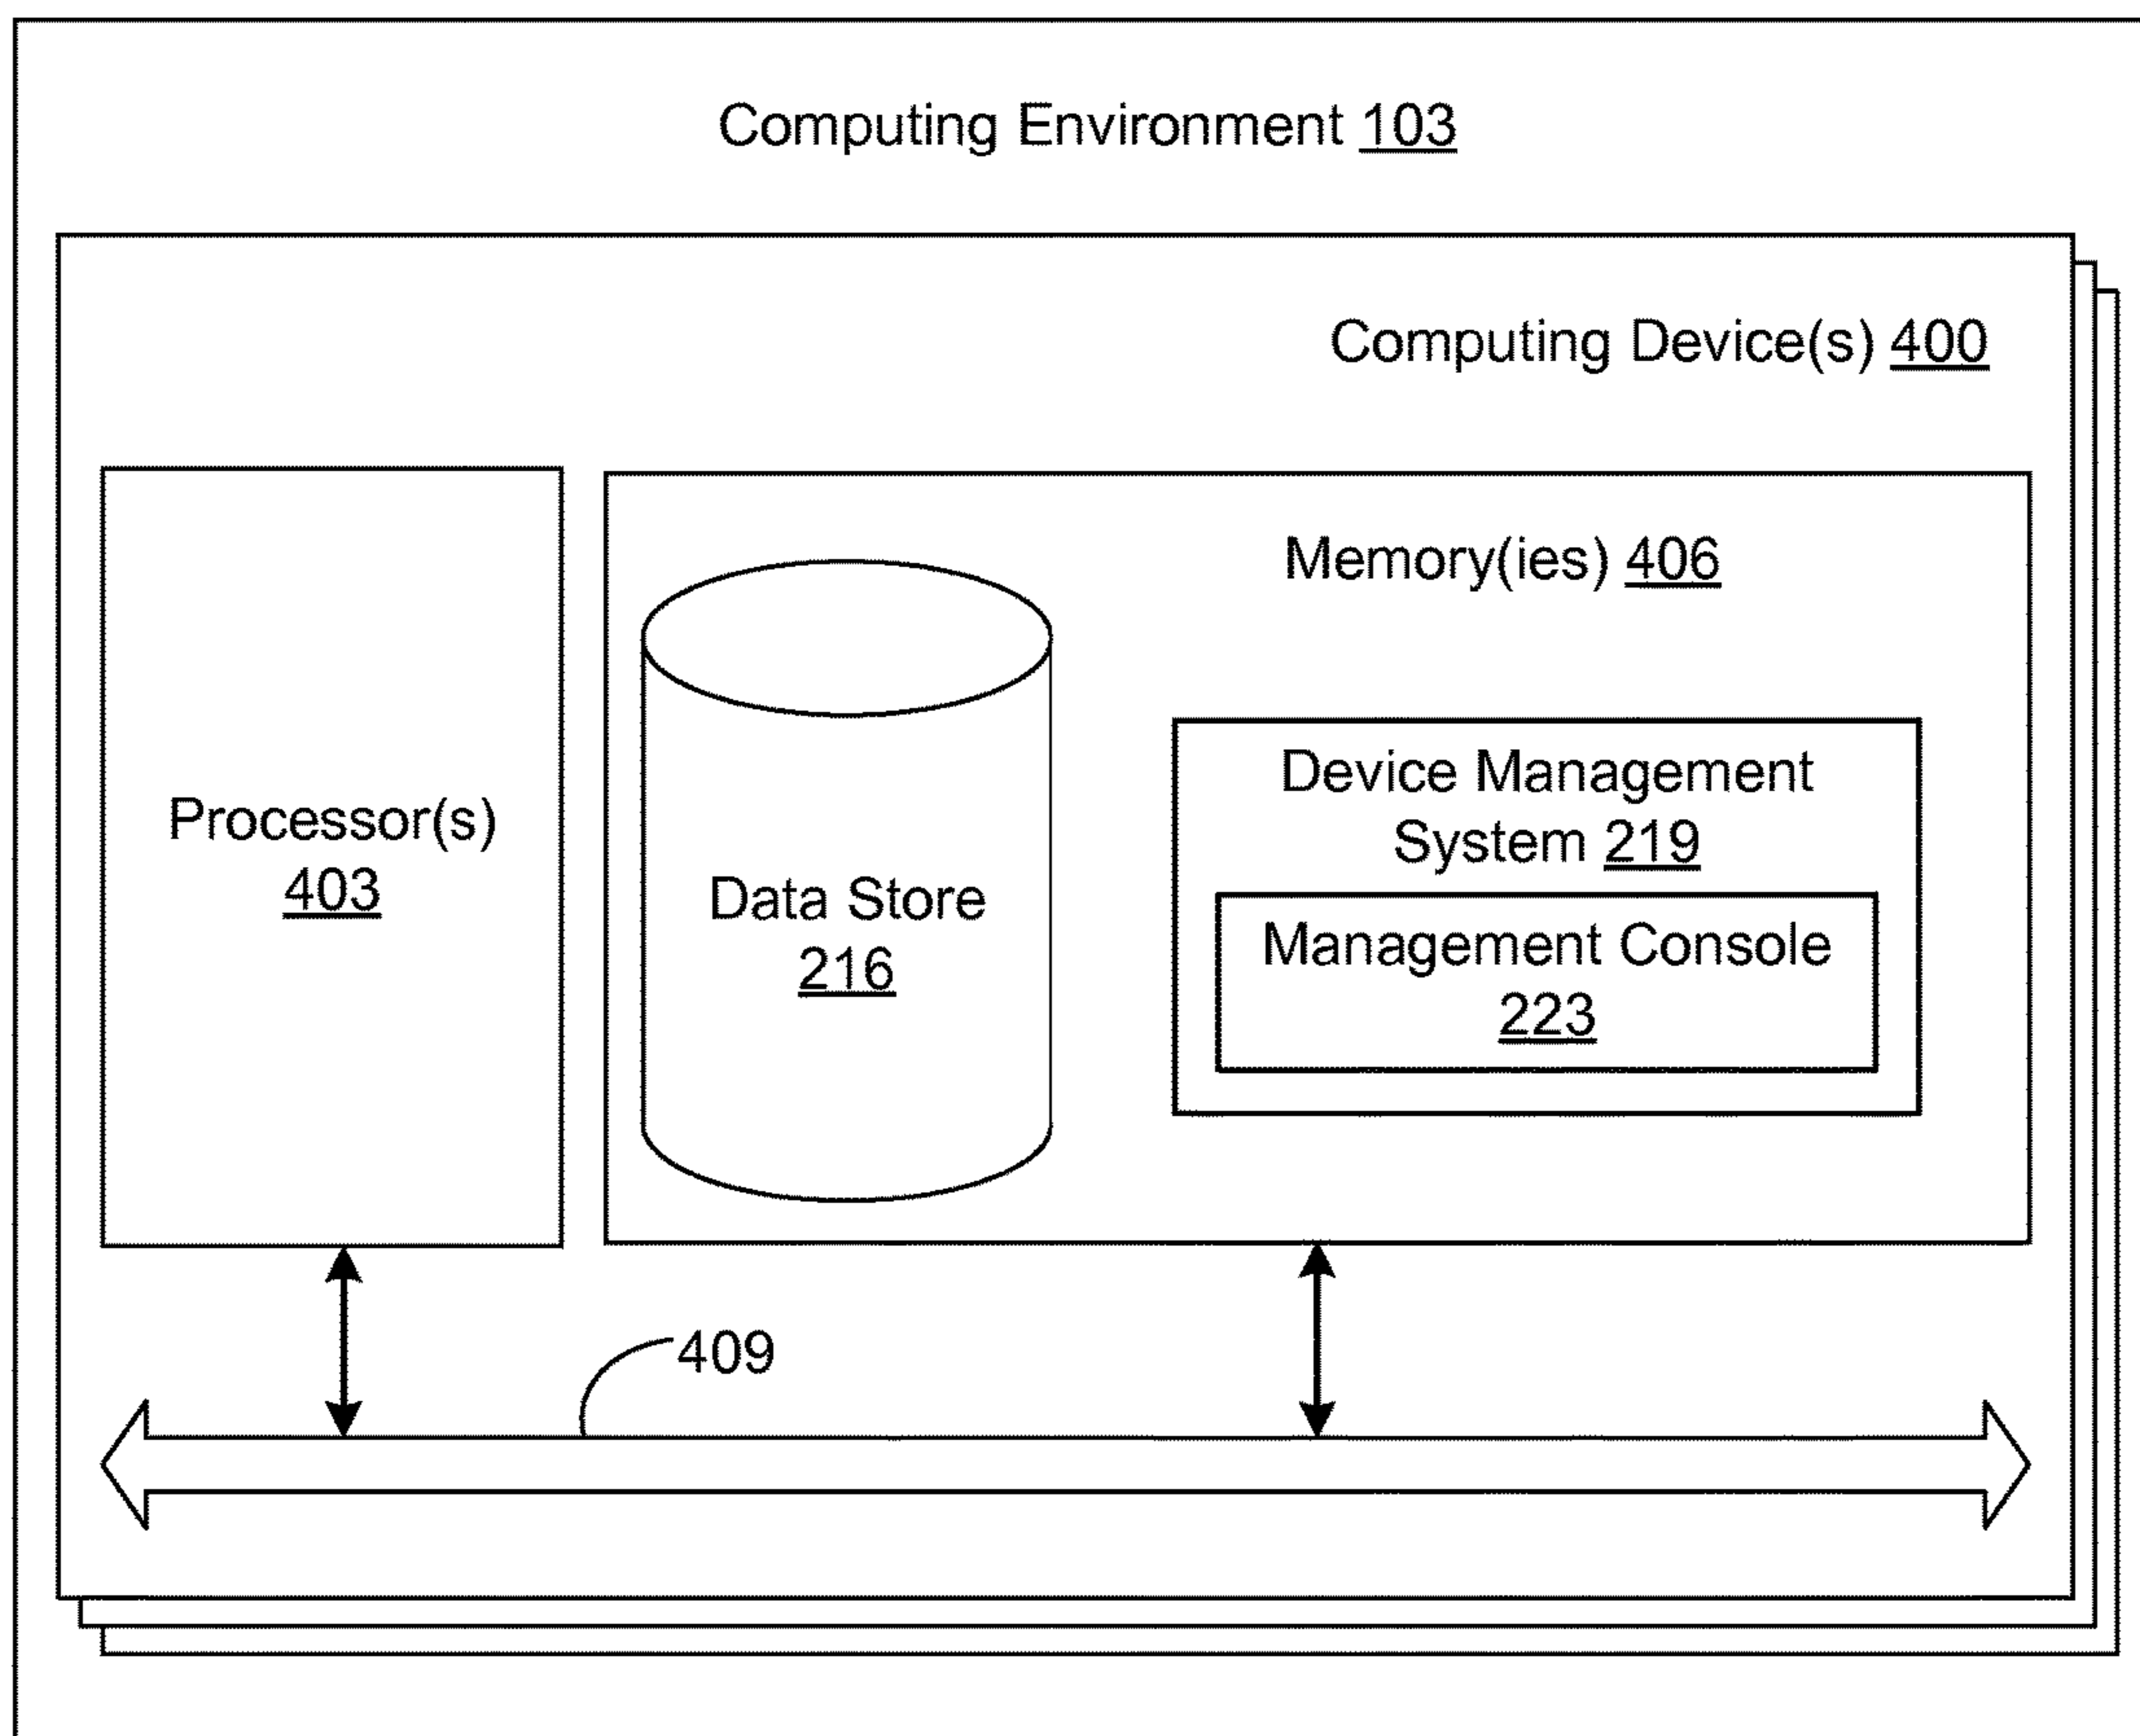 Computing Environment 103
Computing Device(s) 400
Memory(ies) 406
Processor(s)
403
Data Store
216
Device Management
System 219
Management Console
223
409